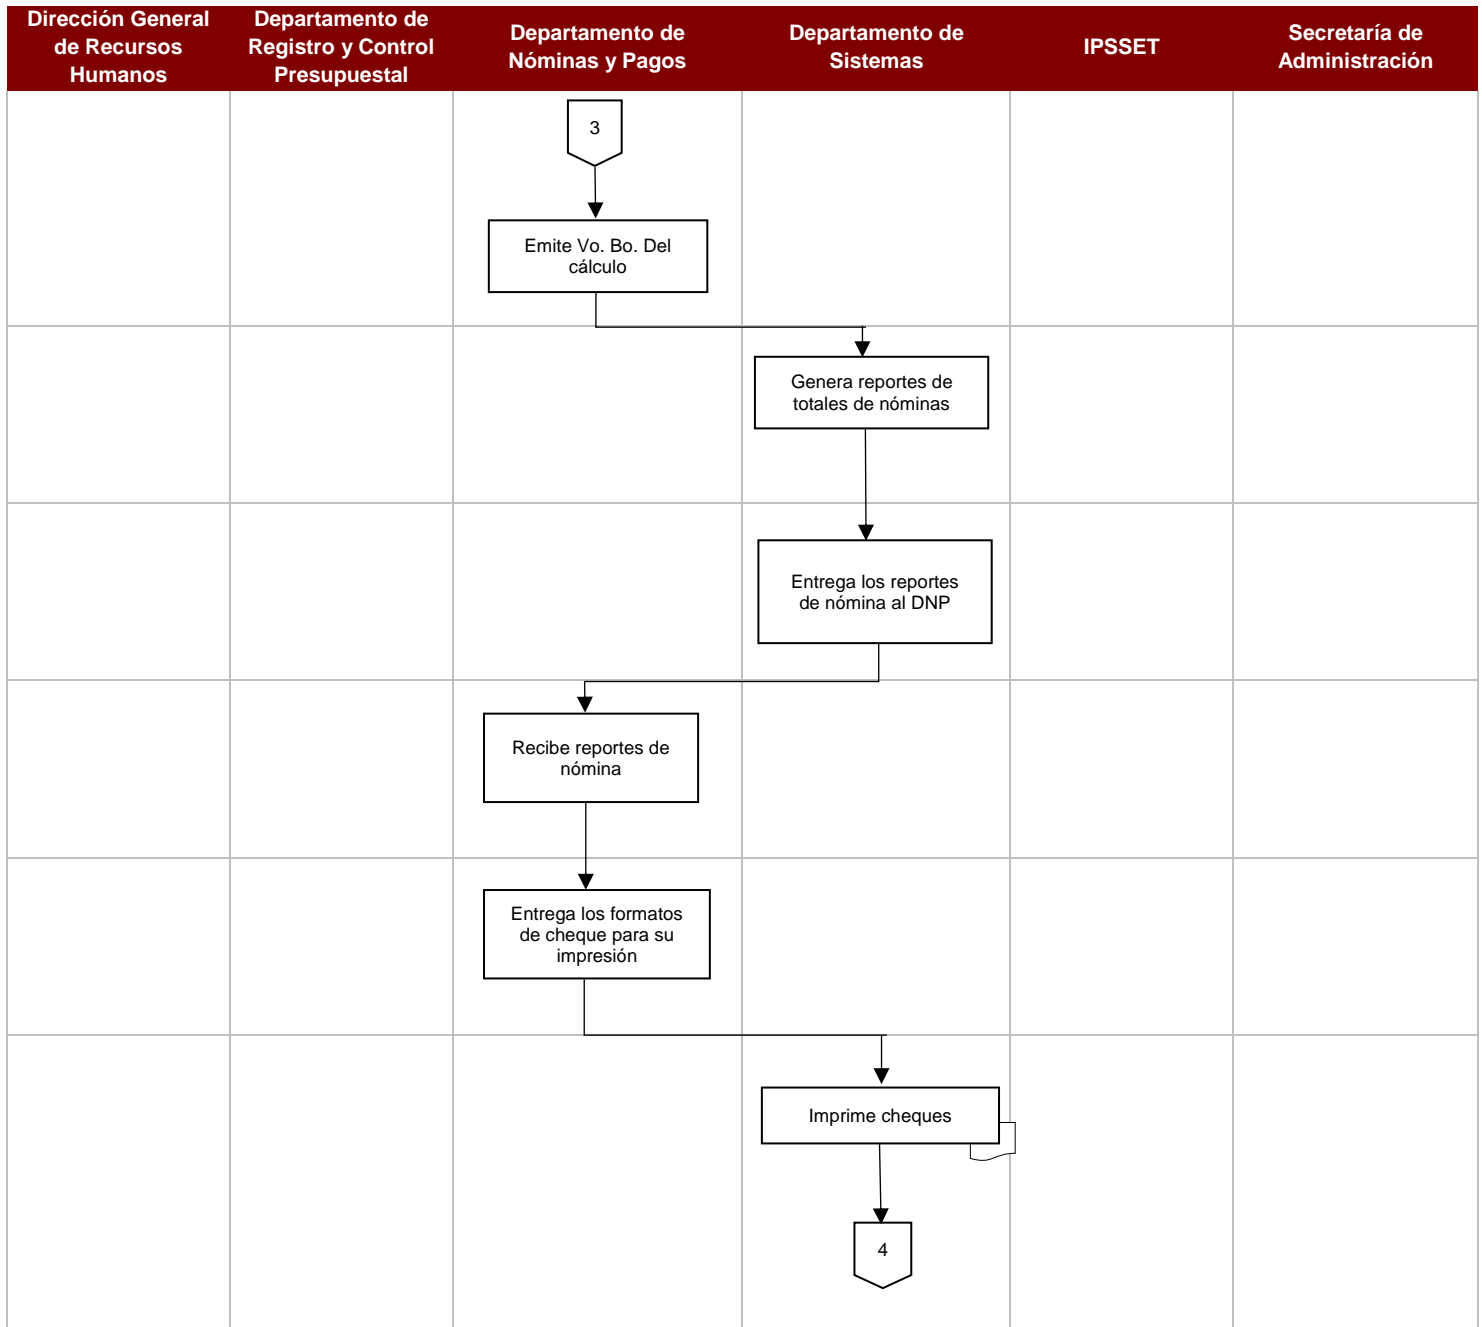 Dirección General
de Recursos
Humanos
Departamento de
Registro y Control
Presupuestal
Departamento de
Nóminas y Pagos
Departamento de
Sistemas
IPSSET
Secretaría de
Administración
3
Emite Vo. Bo. Del
cálculo
Genera reportes de
totales de nóminas
Entrega los reportes
de nómina al DNP
Recibe reportes de
nómina
Entrega los formatos
de cheque para su
impresión
Imprime cheques
4